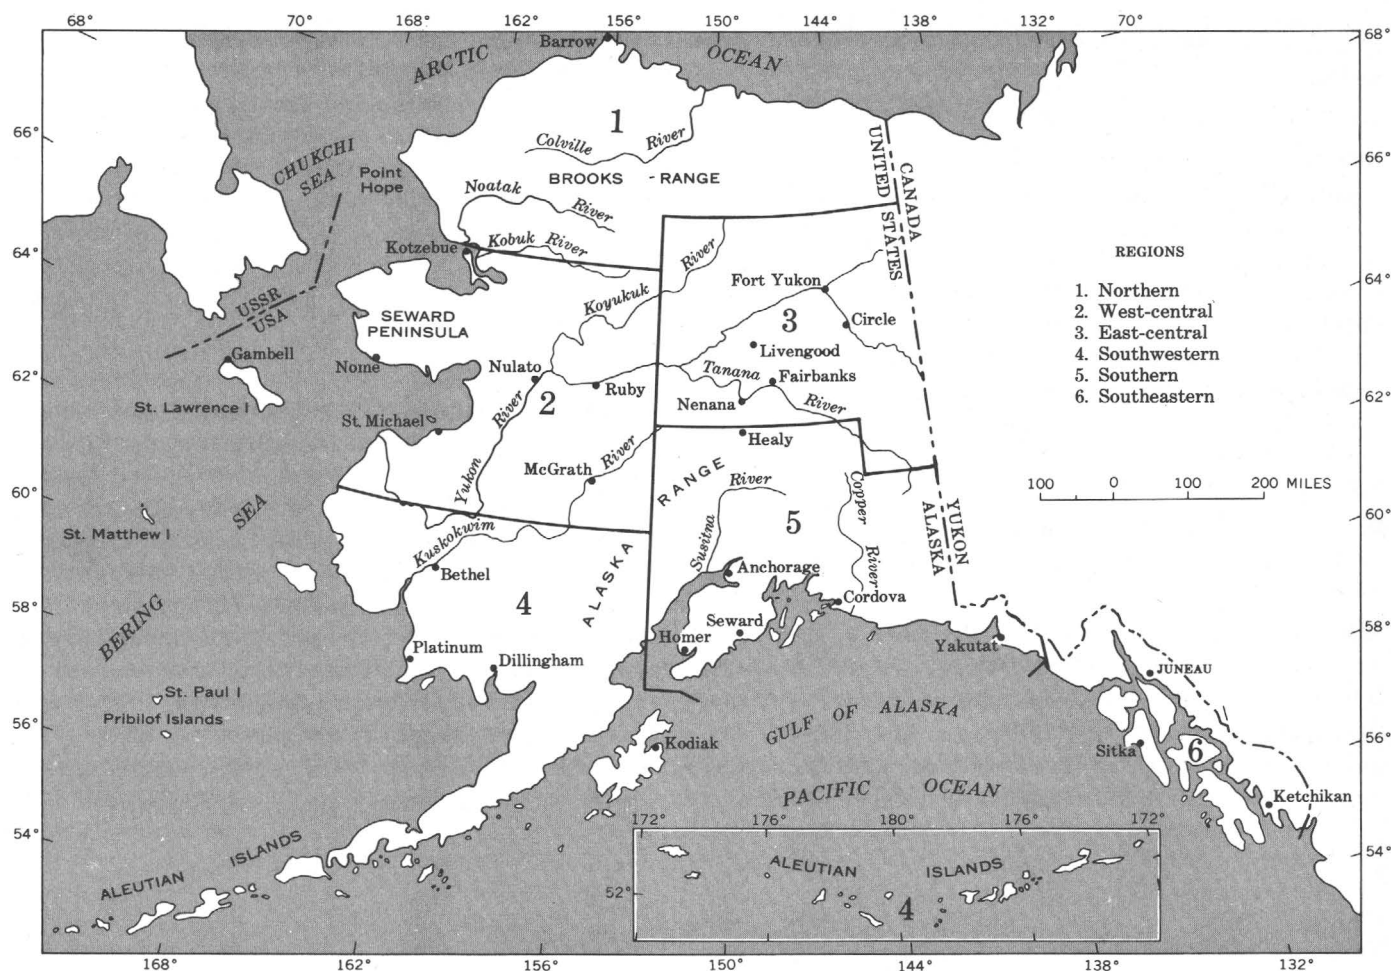 68° 70° 168° 162° 156° 150° 144° 138° 132° 70°
68°
Barrow
ARCTIC
OCEAN
1
66°
66°
Colville River
CHUKCHI
SEA
Point
Hope
BROOKS RANGE
UNITED STATES
CANADA
Noatak
River
Kotzebue
Kobuk River
River
64°
64°
REGIONS
1. Northern
2. West-central
3. East-central
4. Southwestern
5. Southern
6. Southeastern
Fort Yukon
Koyukuk
USSR
USA
SEWARD
PENINSULA
3
Circle
Gambell
Nome
Livengood
Nulato
62°
62°
Tanana
Fairbanks
Ruby
St. Lawrence I
2
Nenana
River
River
St. Michael
Healy
River
McGrath
RANGE
River
Yukon
Copper
100 0 100 200 MILES
60°
60°
SEA
St. Matthew I
Kuskokwim
Susitna
5
YUKON
ALASKA
Bethel
Anchorage
River
ALASKA
4
Cordova
58°
58°
BERING
Seward
Homer
Yakutat
Platinum
Dillingham
JUNEAU
St. Paul I
Pribilof Islands
GULF OF ALASKA
56°
56°
Kodiak
Sitka
6
PACIFIC OCEAN
Ketchikan
54°
54°
172° 176° 180° 176° 172°
ALEUTIAN ISLANDS
ALEUTIAN ISLANDS
52°
4
168° 162° 156° 150° 144° 138° 132°